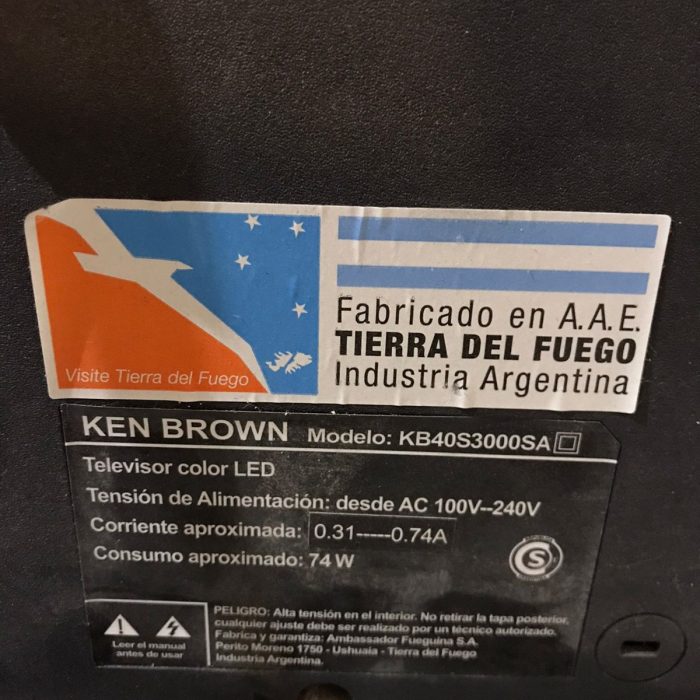 Visite Tierra del Fuego
Fabricado en A.A.E.
TIERRA DEL FUEGO
Industria Argentina
KEN BROWN Modelo: KB40S3000SA
Televisor color LED
Tensión de Alimentación: desde AC 100V--240V
Corriente aproximada: 0.31-----0.74A
Consumo aproximado: 74 W
S
Leer el manual
antes de usar
PELIGRO: Alta tensión en el interior. No retirar la tapa posterior,
cualquier ajuste debe ser realizado por un técnico autorizado.
Fabrica y garantiza: Ambassador Fueguina S.A.
Perito Moreno 1750 - Ushuaia - Tierra del Fuego
Industria Argentina.